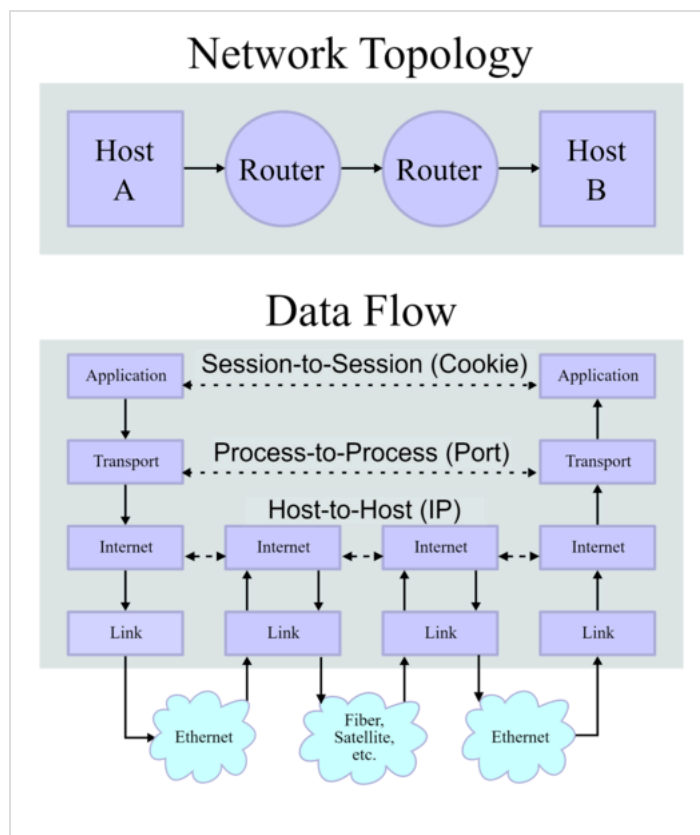 Network Topology
Host
A
Router
Router
Host
B
Data Flow
Application
Session-to-Session (Cookie)
Application
Transport
Process-to-Process (Port)
Transport
Host-to-Host (IP)
Internet
Internet
Internet
Internet
Link
Link
Link
Link
Ethernet
Fiber,
Satellite,
etc.
Ethernet